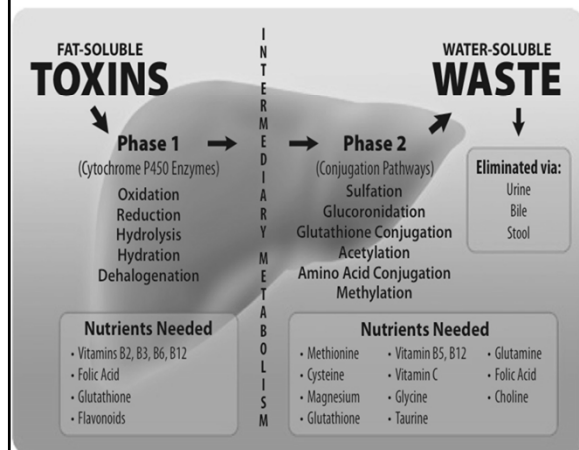 FAT-SOLUBLE
TOXINS
Phase 1
(Cytochrome P450 Enzymes)
Oxidation
Reduction
Hydrolysis
Hydration
Dehalogenation
Nutrients Needed
• Vitamins B2, B3, B6, B12
• Folic Acid
• Glutathione
• Flavonoids
INTERMEDIARY METABOLISM
WATER-SOLUBLE
WASTE
Phase 2
(Conjugation Pathways)
Sulfation
Glucoronidation
Glutathione Conjugation
Acetylation
Amino Acid Conjugation
Methylation
Eliminated via:
Urine
Bile
Stool
Nutrients Needed
• Methionine
• Cysteine
• Magnesium
• Glutathione
• Vitamin B5, B12
• Vitamin C
• Glycine
• Taurine
• Glutamine
• Folic Acid
• Choline